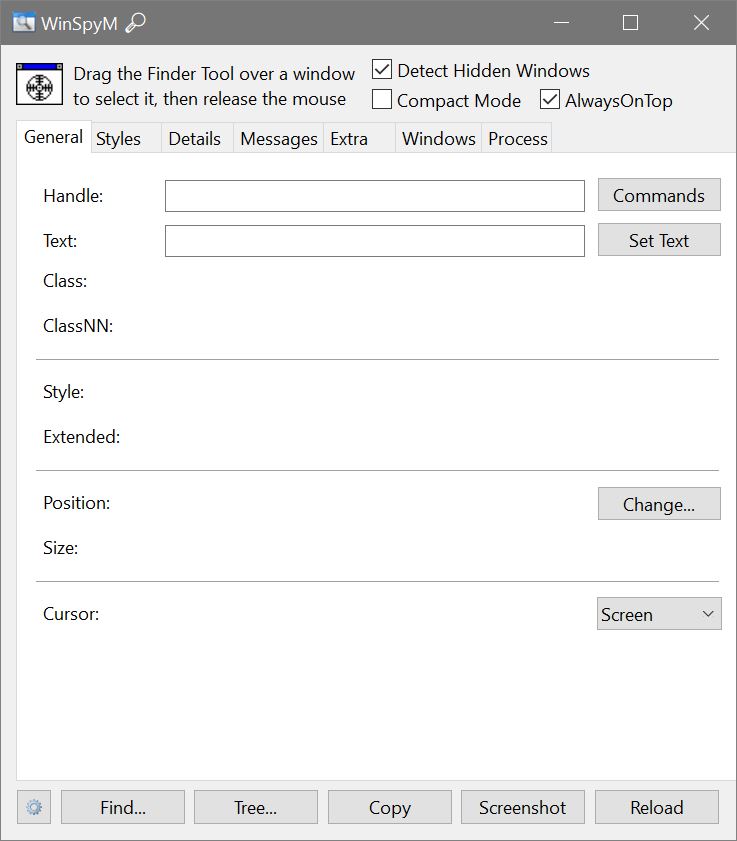 WinSpyM
Drag the Finder Tool over a window
to select it, then release the mouse
Detect Hidden Windows
Compact Mode AlwaysOnTop
General Styles Details Messages Extra Windows Process
Handle: Commands
Text: Set Text
Class:
ClassNN:
Style:
Extended:
Position: Change...
Size:
Cursor: Screen
Find... Tree... Copy Screenshot Reload